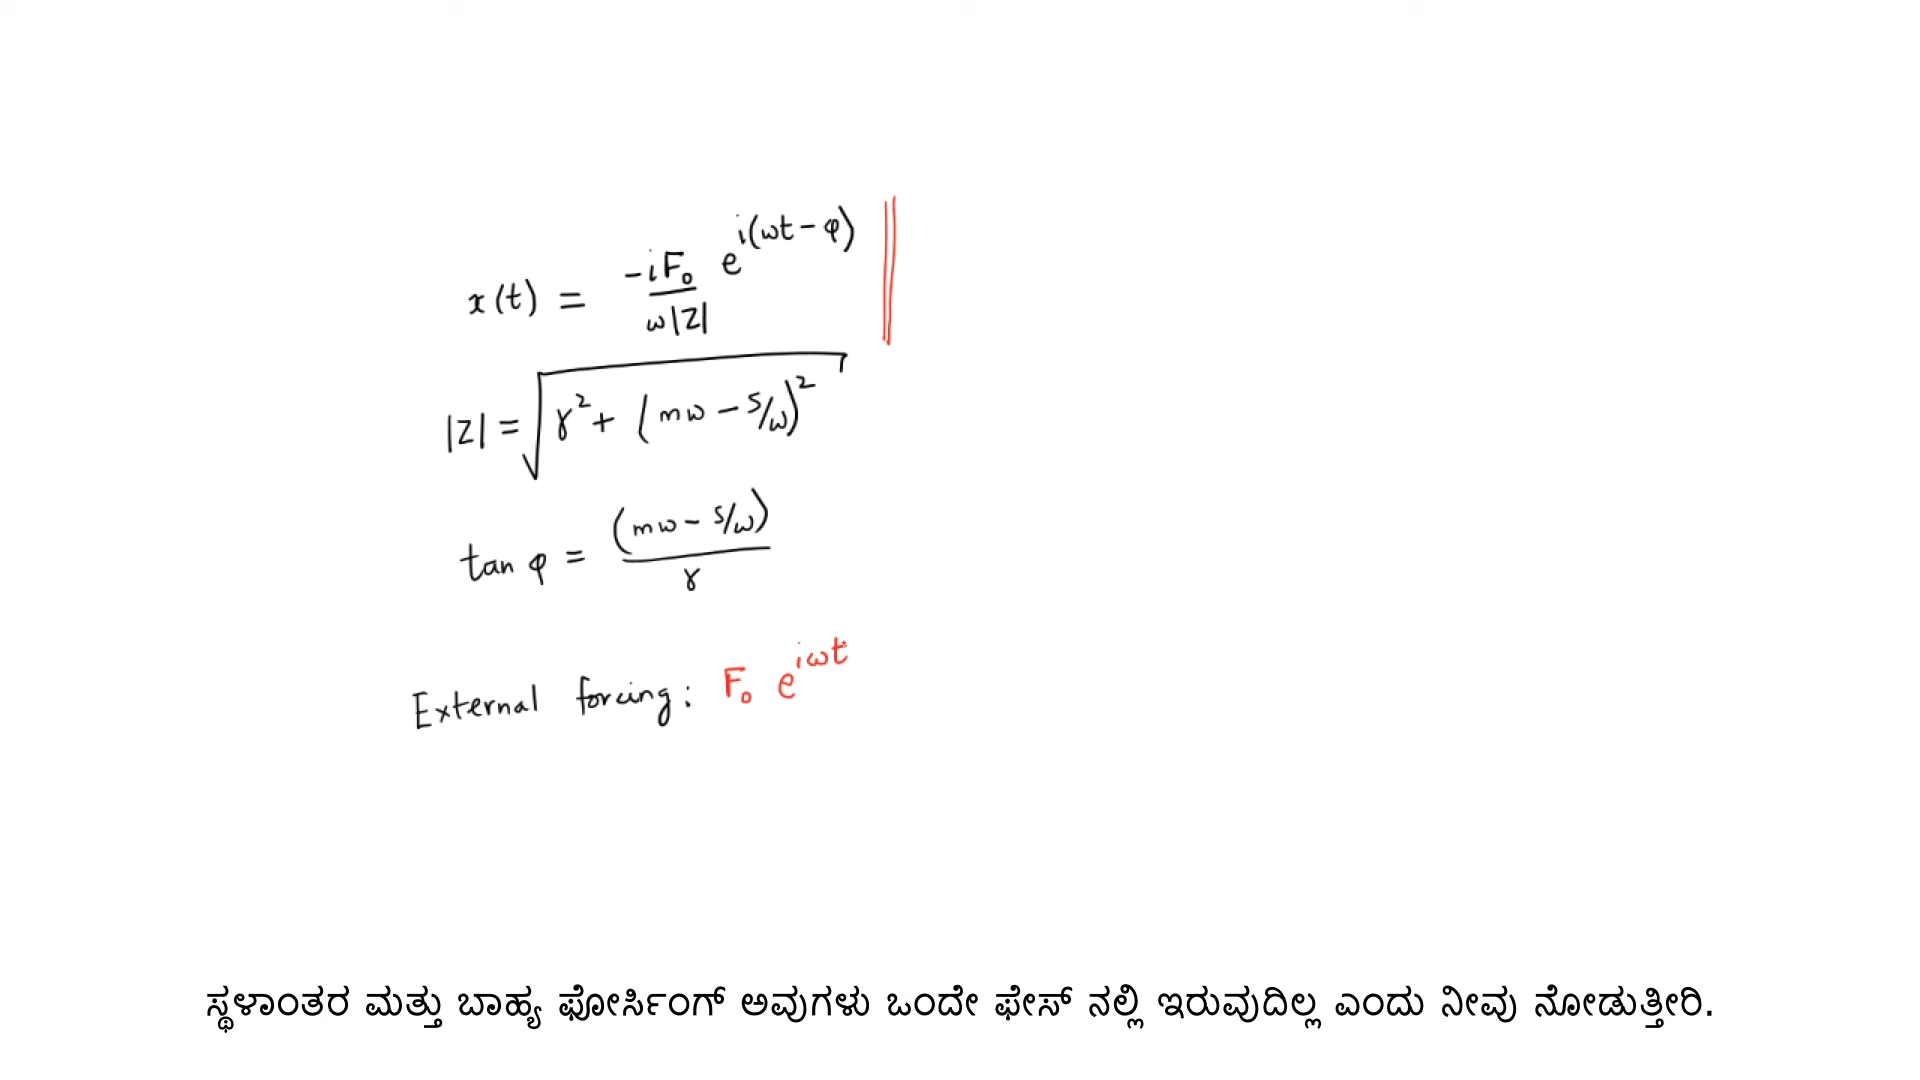 x(t) = -iF₀/ω|Z| e^i(ωt-φ)
|Z| = √(γ² + (mω - s/ω)²)
tan φ = (mω - s/ω)/γ
External forcing: F₀ e^iωt
ಸ್ಥಳಾಂತರ ಮತ್ತು ಬಾಹ್ಯ ಫೋರ್ಸಿಂಗ್ ಅವುಗಳು ಒಂದೇ ಫೇಸ್ ನಲ್ಲಿ ಇರುವುದಿಲ್ಲ ಎಂದು ನೀವು ನೋಡುತ್ತೀರಿ.